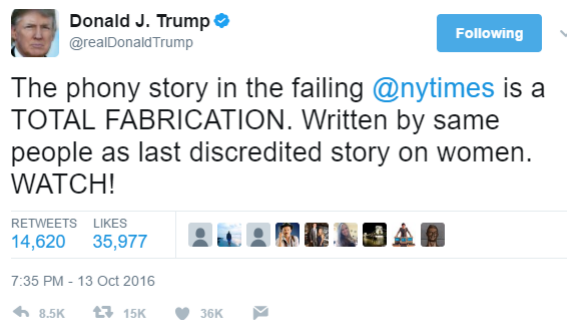 Donald J. Trump
@realDonaldTrump
Following
The phony story in the failing @nytimes is a
TOTAL FABRICATION. Written by same
people as last discredited story on women.
WATCH!
RETWEETS LIKES
14,620 35,977
7:35 PM - 13 Oct 2016
8.5K 15K 36K